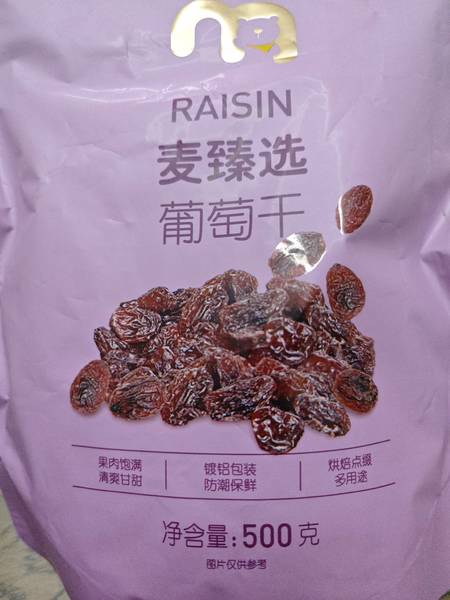 RAISIN
麦臻选
葡萄干
果肉饱满
清爽甘甜
镀铝包装
防潮保鲜
烘焙点缀
多用途
净含量:500克
图片仅供参考